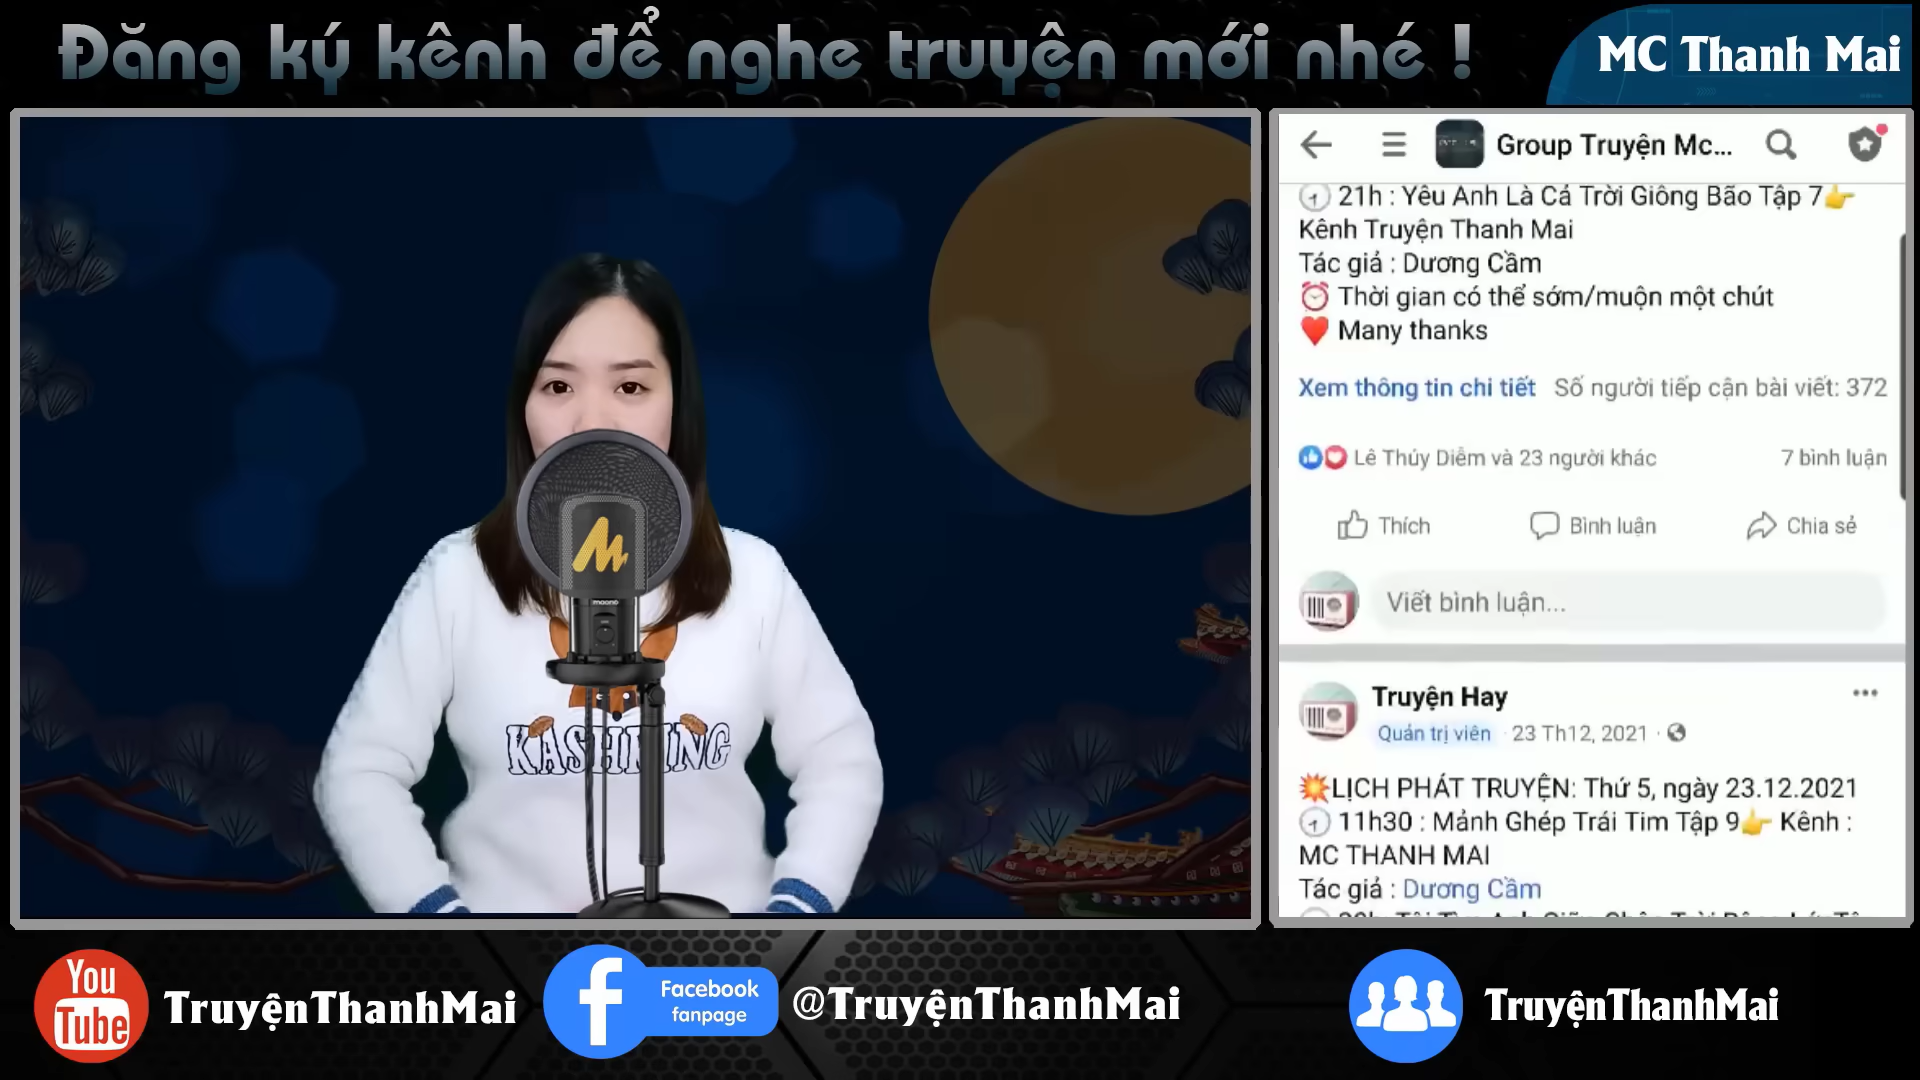 Đăng ký kênh để nghe truyện mới nhé !
MC Thanh Mai
Group Truyện Mc...
21h : Yêu Anh Là Cả Trời Giông Bão Tập 7
Kênh Truyện Thanh Mai
Tác giả : Dương Cầm
Thời gian có thể sớm/muộn một chút
Many thanks
Xem thông tin chi tiết Số người tiếp cận bài viết: 372
Lê Thúy Diễm và 23 người khác 7 bình luận
Thích Bình luận Chia sẻ
Viết bình luận...
Truyện Hay
Quản trị viên · 23 Th12, 2021 ·
LỊCH PHÁT TRUYỆN: Thứ 5, ngày 23.12.2021
11h30 : Mảnh Ghép Trái Tim Tập 9 Kênh :
MC THANH MAI
Tác giả : Dương Cầm
maono
You
Tube
TruyệnThanhMai
Facebook
fanpage
@TruyệnThanhMai
TruyệnThanhMai